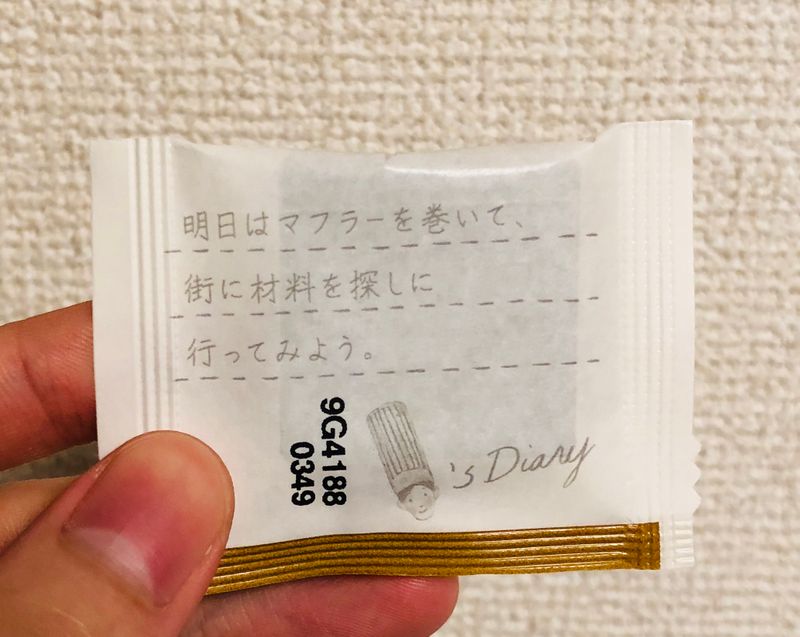 明日はマフラーを巻いて、
街に材料を探しに
行ってみよう。
9G4188
0349
's Diary